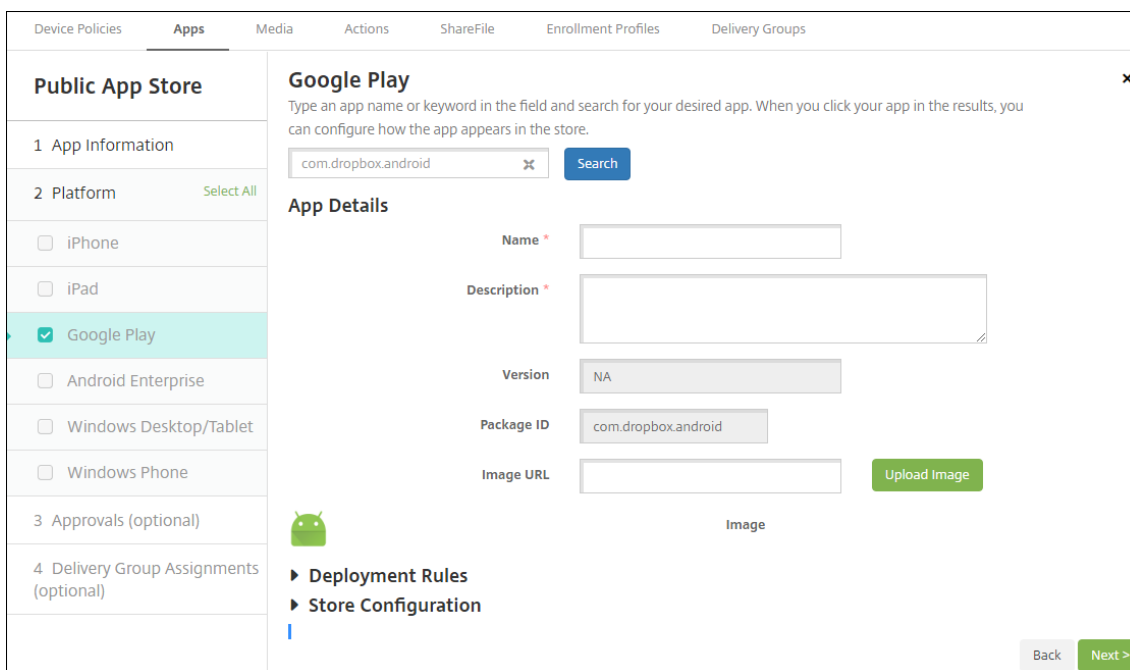 Device Policies Apps Media Actions ShareFile Enrollment Profiles Delivery Groups
Public App Store
1 App Information
2 Platform Select All
iPhone
iPad
Google Play
Android Enterprise
Windows Desktop/Tablet
Windows Phone
3 Approvals (optional)
4 Delivery Group Assignments
(optional)
Google Play
Type an app name or keyword in the field and search for your desired app. When you click your app in the results, you
can configure how the app appears in the store.
com.dropbox.android Search
App Details
Name *
Description *
Version NA
Package ID com.dropbox.android
Image URL Upload Image
Image
Deployment Rules
Store Configuration
Back Next >